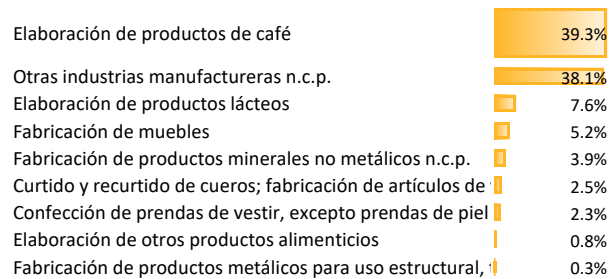 Elaboración de productos de café 39.3%
Otras industrias manufactureras n.c.p. 38.1%
Elaboración de productos lácteos 7.6%
Fabricación de muebles 5.2%
Fabricación de productos minerales no metálicos n.c.p. 3.9%
Curtido y recurtido de cueros; fabricación de artículos de 2.5%
Confección de prendas de vestir, excepto prendas de piel 2.3%
Elaboración de otros productos alimenticios 0.8%
Fabricación de productos metálicos para uso estructural, 0.3%